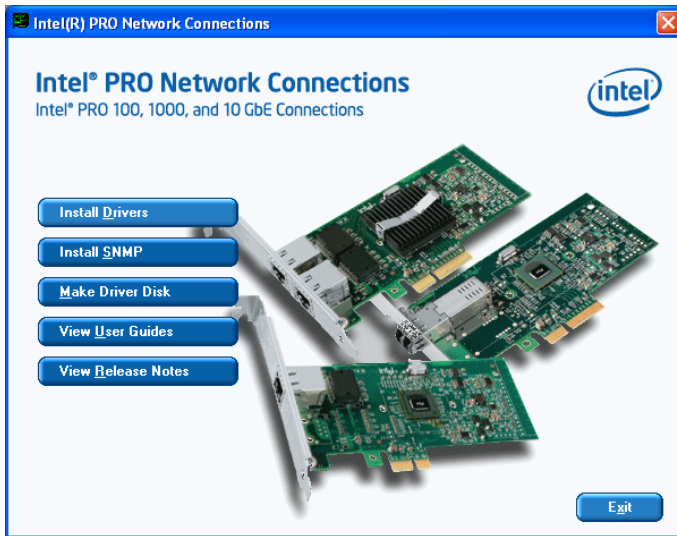 Intel(R) PRO Network Connections
Intel® PRO Network Connections
Intel® PRO 100, 1000, and 10 GbE Connections
intel
Install Drivers
Install SNMP
Make Driver Disk
View User Guides
View Release Notes
Exit